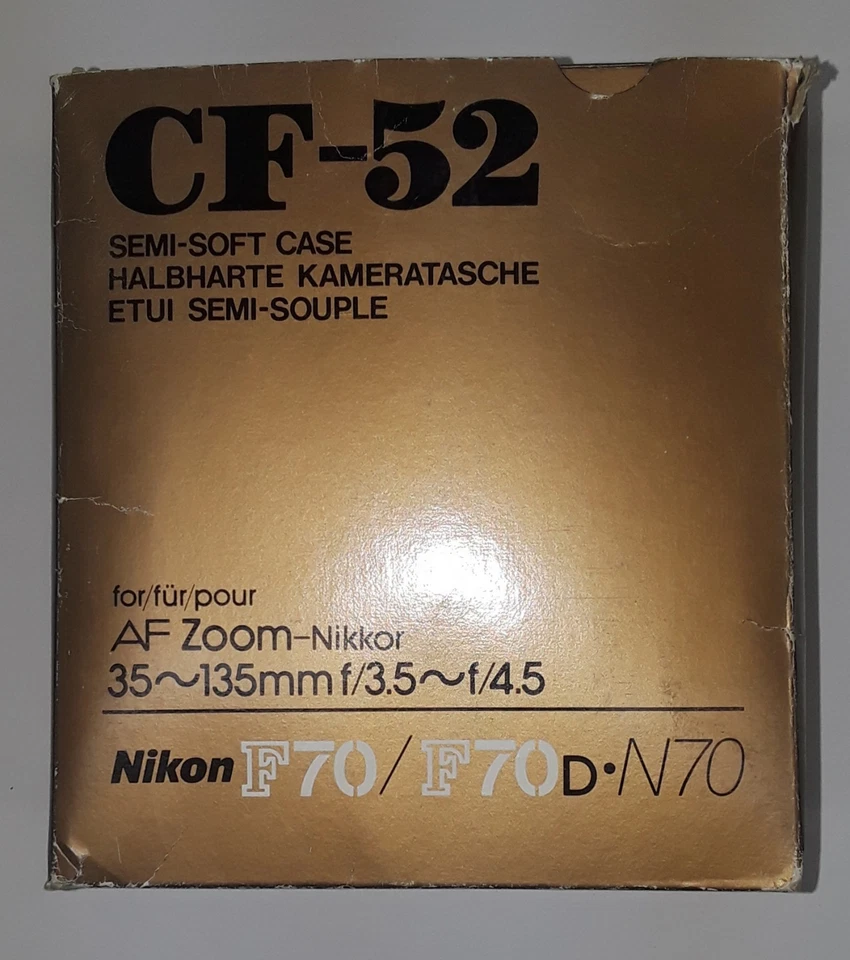 CF-52
SEMI-SOFT CASE
HALBHARTE KAMERATASCHE
ETUI SEMI-SOUPLE
for/für/pour
AF Zoom-Nikkor
35~135mm f/3.5~f/4.5
Nikon F70/F70D·N70